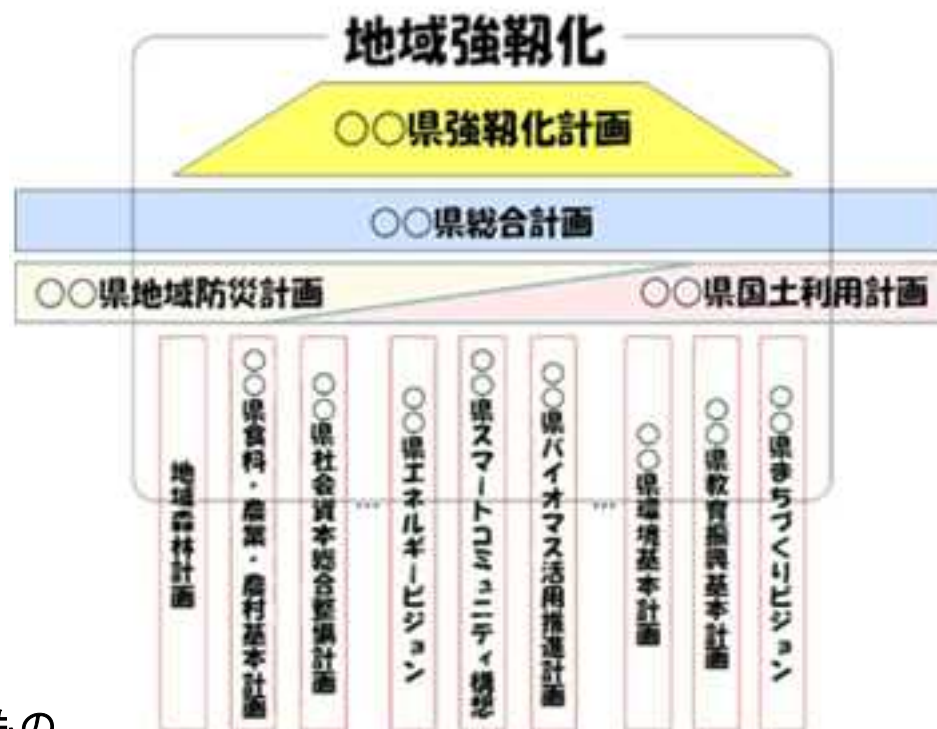 地域強靱化
○○県強靱化計画
○○県総合計画
○○県地域防災計画
○○県国土利用計画
地域森林計画
○○県食料・農業・農村基本計画
○○県社会資本総合整備計画
…
○○県エネルギービジョン
○○県スマートコミュニティ構想
○○県バイオマス活用推進計画
…
○○県環境基本計画
○○県教育振興基本計画
○○県まちづくりビジョン
もの